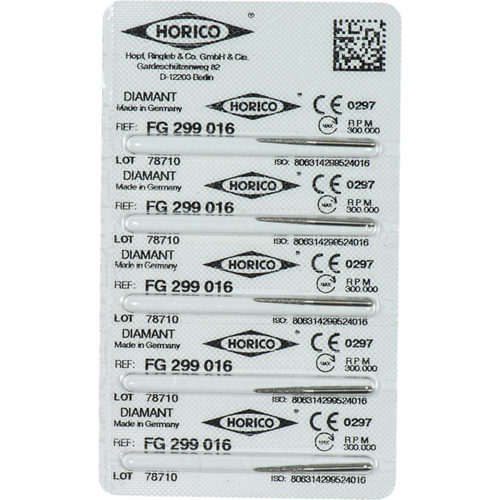 HORICO ®
Hopf, Ringleb & Co. GmbH & Cie.
Gardeschützenweg 82
D-12203 Berlin
DIAMANT HORICO ® CE 0297
Made in Germany MAX RPM
REF: FG 299 016 300.000
LOT 78710 ISO: 806314299524016
DIAMANT HORICO ® CE 0297
Made in Germany MAX RPM
REF: FG 299 016 300.000
LOT 78710 ISO: 806314299524016
DIAMANT HORICO ® CE 0297
Made in Germany MAX RPM
REF: FG 299 016 300.000
LOT 78710 ISO: 806314299524016
DIAMANT HORICO ® CE 0297
Made in Germany MAX RPM
REF: FG 299 016 300.000
LOT 78710 ISO: 806314299524016
DIAMANT HORICO ® CE 0297
Made in Germany MAX RPM
REF: FG 299 016 300.000
LOT 78710 ISO: 806314299524016